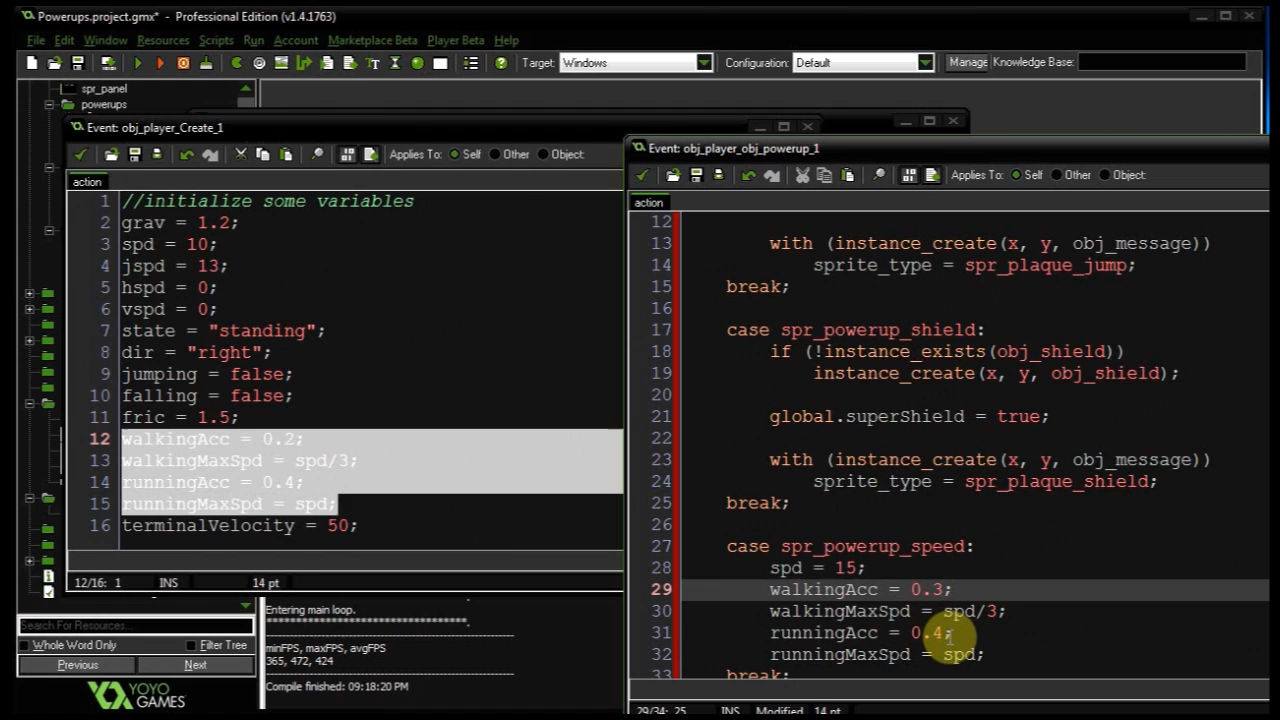 Powerups.project.gmx* - Professional Edition (v1.4.1763)
File Edit Window Resources Scripts Run Account Marketplace Beta Player Beta Help
Target: Windows Configuration: Default Manage Knowledge Base:
spr_panel
powerups
Event: obj_player_Create_1
Applies To: Self Other Object:
action
1 //initialize some variables
2 grav = 1.2;
3 spd = 10;
4 jspd = 13;
5 hspd = 0;
6 vspd = 0;
7 state = "standing";
8 dir = "right";
9 jumping = false;
10 falling = false;
11 fric = 1.5;
12 walkingAcc = 0.2;
13 walkingMaxSpd = spd/3;
14 runningAcc = 0.4;
15 runningMaxSpd = spd;
16 terminalVelocity = 50;
12/16: 1 INS 14 pt
Event: obj_player_obj_powerup_1
Applies To: Self Other Object:
action
12
13 with (instance_create(x, y, obj_message))
14 sprite_type = spr_plaque_jump;
15 break;
16
17 case spr_powerup_shield:
18 if (!instance_exists(obj_shield))
19 instance_create(x, y, obj_shield);
20
21 global.superShield = true;
22
23 with (instance_create(x, y, obj_message))
24 sprite_type = spr_plaque_shield;
25 break;
26
27 case spr_powerup_speed:
28 spd = 15;
29 walkingAcc = 0.3;
30 walkingMaxSpd = spd/3;
31 runningAcc = 0.4;
32 runningMaxSpd = spd;
33 break;
29/34: 25 INS Modified 14 pt
Search For Resources...
Whole Word Only Filter Tree
Previous Next
YOYO
GAMES
Entering main loop.
minFPS, maxFPS, avgFPS
365, 472, 424
Compile finished: 09:18:20 PM